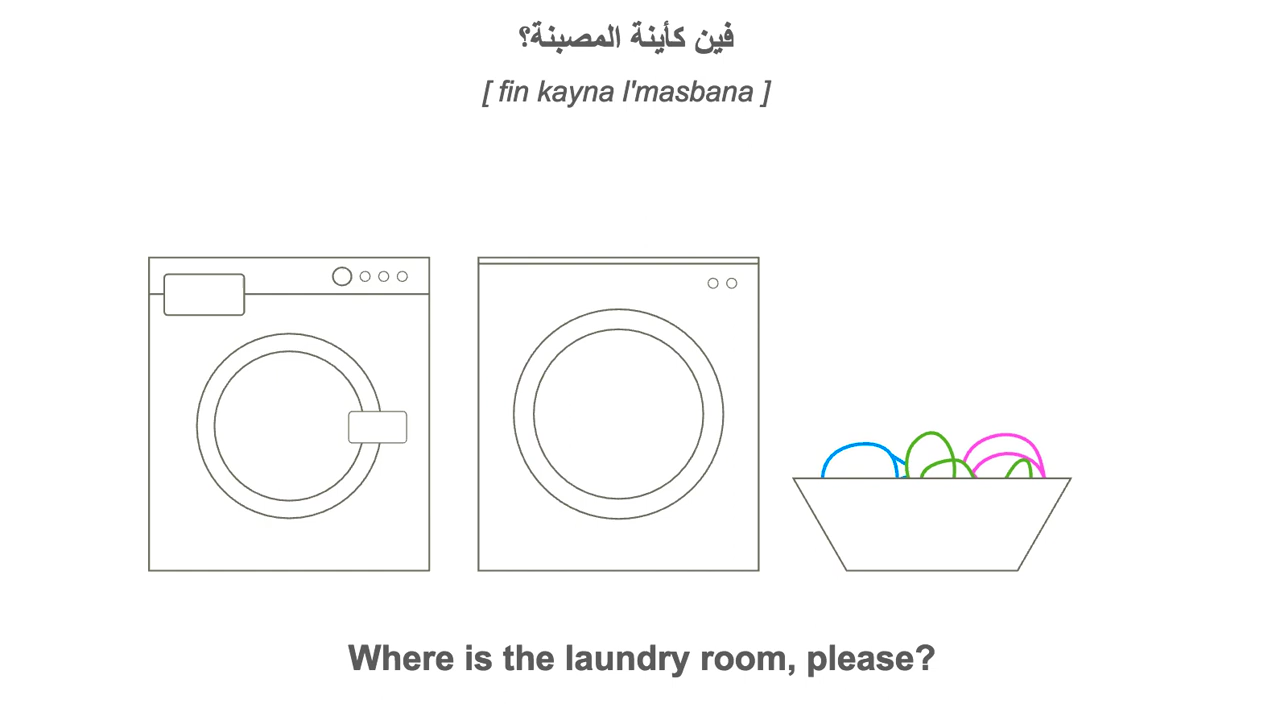 فين كأينة المصبنة؟
[ fin kayna l'masbana ]
Where is the laundry room, please?